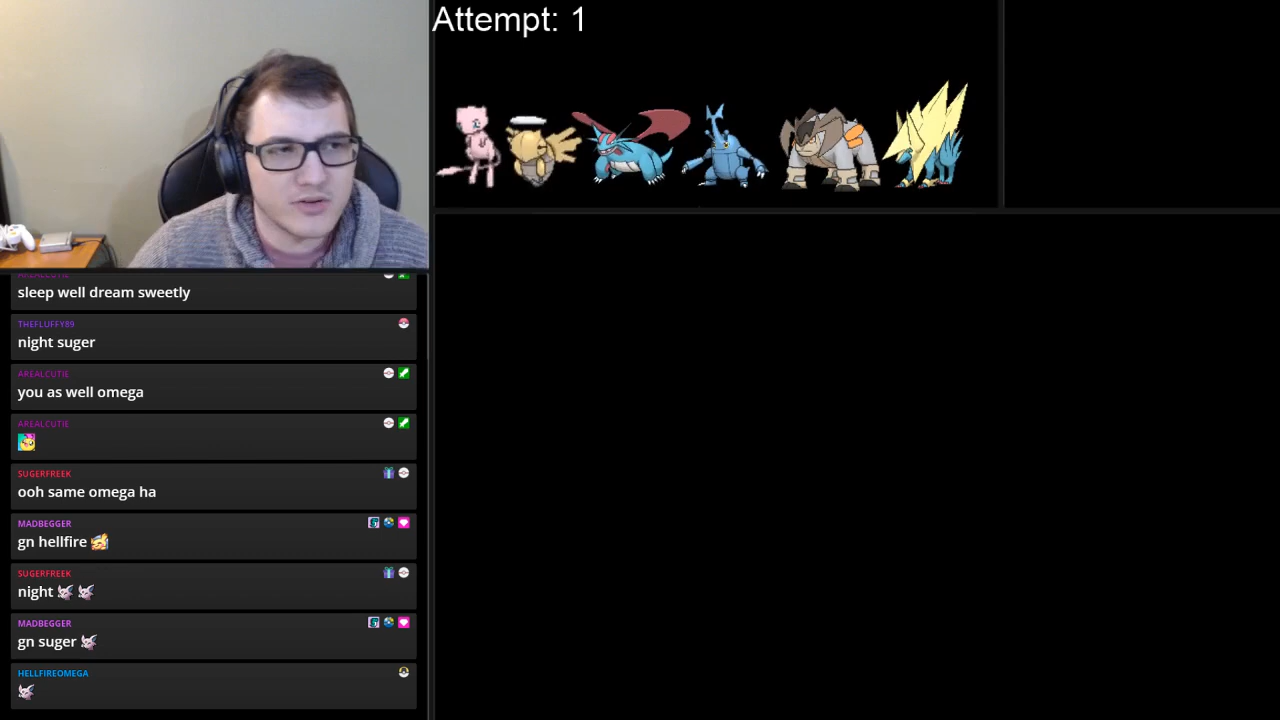 Attempt: 1
AREALCUTIE
sleep well dream sweetly
THEFLUFFY89
night suger
AREALCUTIE
you as well omega
AREALCUTIE
SUGERFREEK
ooh same omega ha
MADBEGGER
gn hellfire
SUGERFREEK
night
MADBEGGER
gn suger
HELLFIREOMEGA